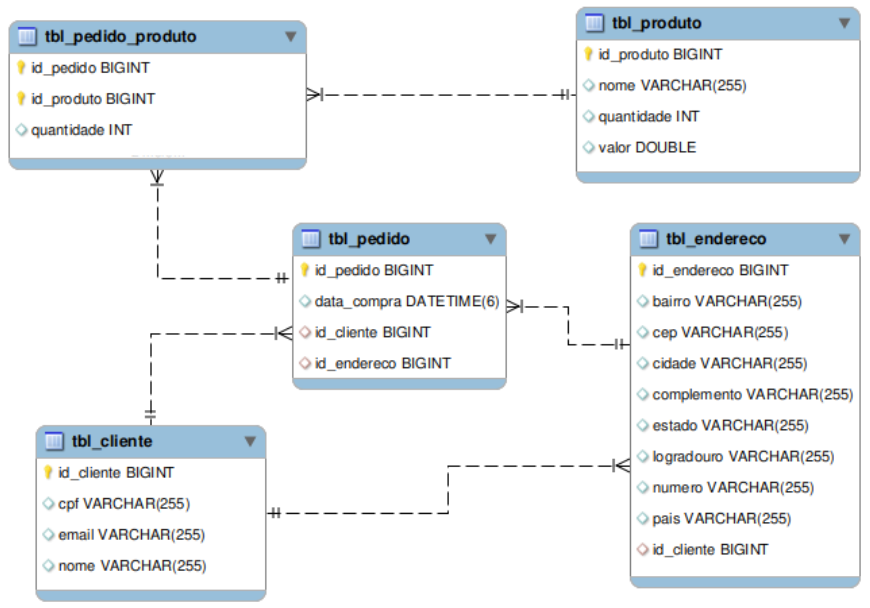 tbl_pedido_produto
id_pedido BIGINT
id_produto BIGINT
quantidade INT
tbl_produto
id_produto BIGINT
nome VARCHAR(255)
quantidade INT
valor DOUBLE
tbl_pedido
id_pedido BIGINT
data_compra DATETIME(6)
id_cliente BIGINT
id_endereco BIGINT
tbl_endereco
id_endereco BIGINT
bairro VARCHAR(255)
cep VARCHAR(255)
cidade VARCHAR(255)
complemento VARCHAR(255)
estado VARCHAR(255)
logradouro VARCHAR(255)
numero VARCHAR(255)
pais VARCHAR(255)
id_cliente BIGINT
tbl_cliente
id_cliente BIGINT
cpf VARCHAR(255)
email VARCHAR(255)
nome VARCHAR(255)